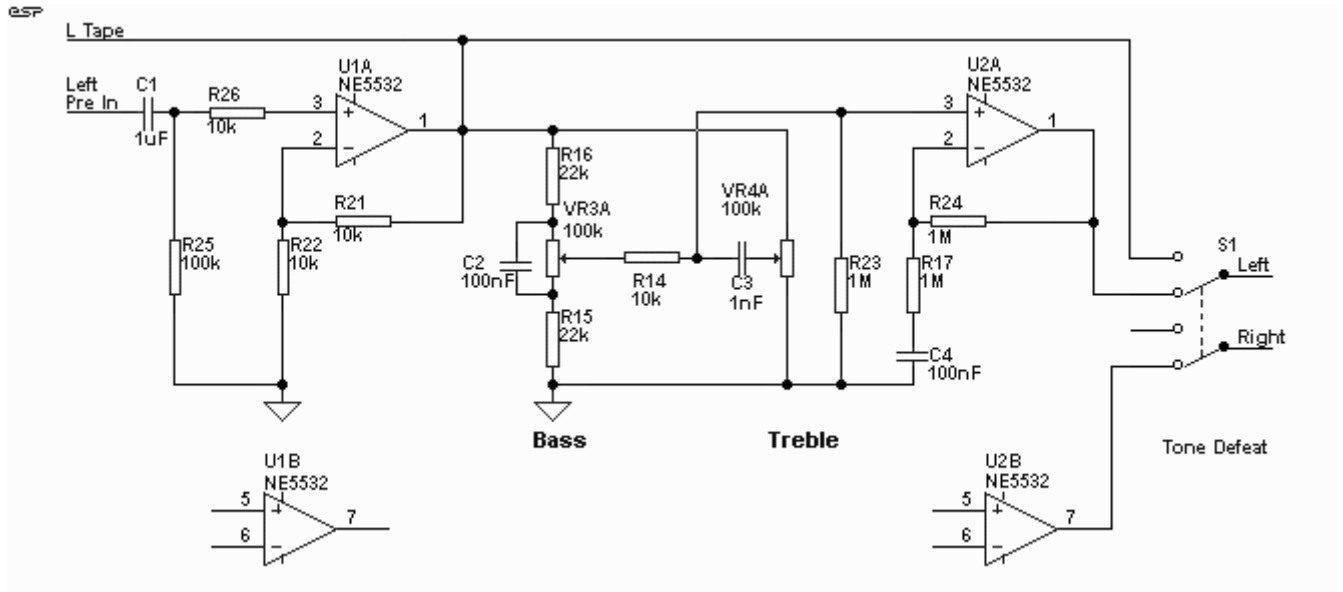 esp
L Tape
Left
Pre In
C1
1uF
R26
10k
U1A
NE5532
3
+
2
-
1
R21
10k
R25
100k
R22
10k
R16
22k
VR3A
100k
C2
100nF
R15
22k
R14
10k
VR4A
100k
C3
1nF
R23
1M
U2A
NE5532
3
+
2
-
1
R24
1M
R17
1M
C4
100nF
S1
Left
Right
Bass
Treble
Tone Defeat
U1B
NE5532
5
+
6
-
7
U2B
NE5532
5
+
6
-
7